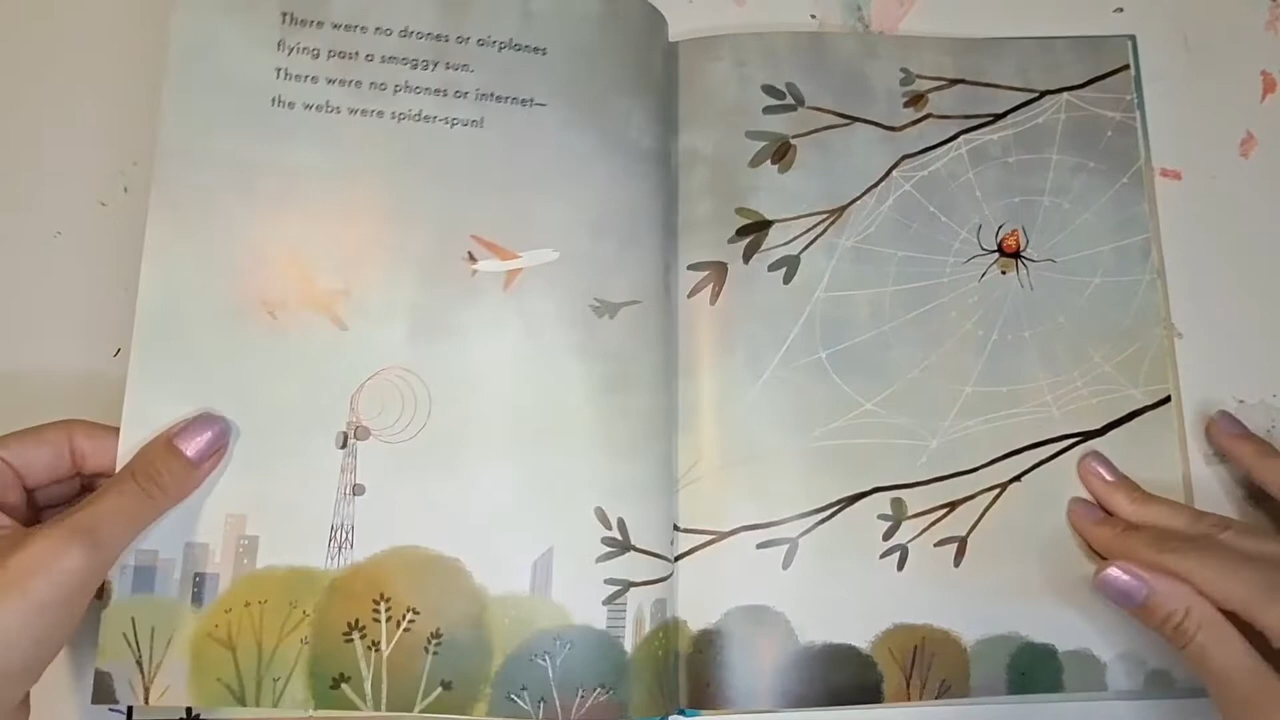 There were no drones or airplanes
flying past a smoggy sun.
There were no phones or internet—
the webs were spider-spun!